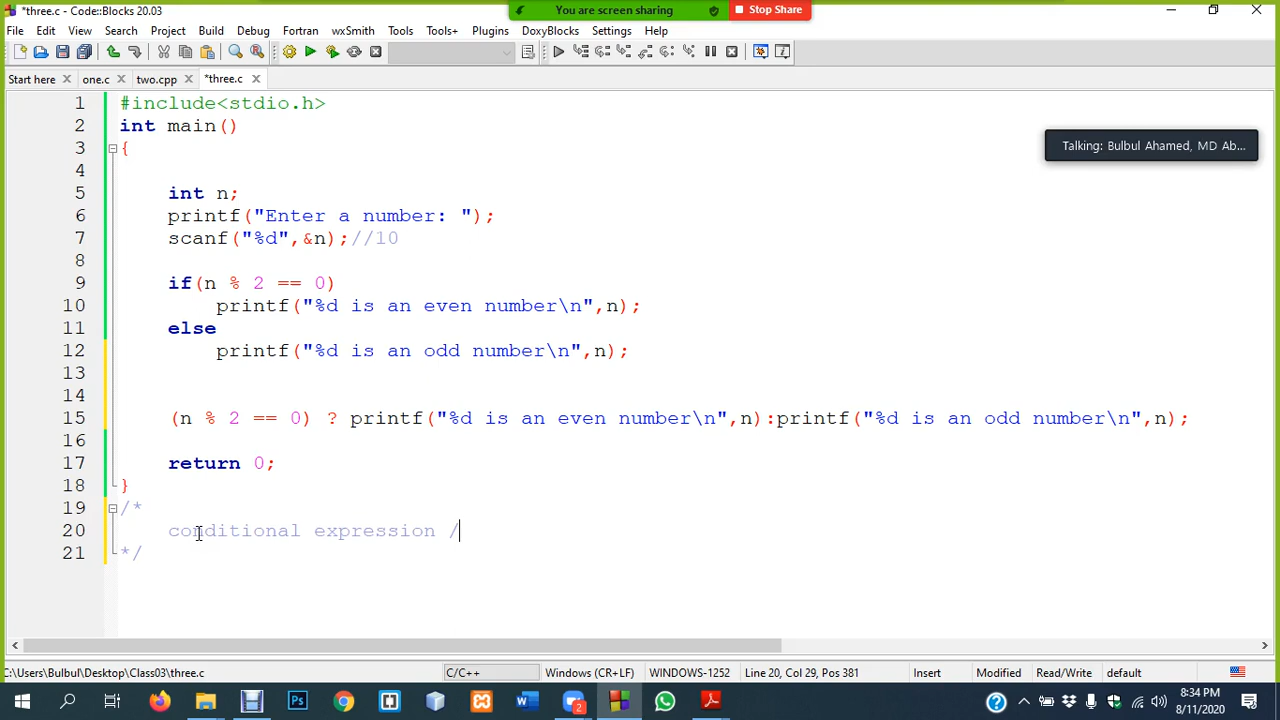 *three.c - Code::Blocks 20.03
You are screen sharing
Stop Share
File Edit View Search Project Build Debug Fortran wxSmith Tools Tools+ Plugins DoxyBlocks Settings Help
Start here one.c two.cpp *three.c
Talking: Bulbul Ahamed, MD Ab...
1 #include<stdio.h>
2 int main()
3 {
4
5 int n;
6 printf("Enter a number: ");
7 scanf("%d",&n);//10
8
9 if(n % 2 == 0)
10 printf("%d is an even number\n",n);
11 else
12 printf("%d is an odd number\n",n);
13
14
15 (n % 2 == 0) ? printf("%d is an even number\n",n):printf("%d is an odd number\n",n);
16
17 return 0;
18 }
19 /*
20 conditional expression /
21 */
C:\Users\Bulbul\Desktop\Class03\three.c C/C++ Windows (CR+LF) WINDOWS-1252 Line 20, Col 29, Pos 381 Insert Modified Read/Write default
2
8:34 PM
8/11/2020